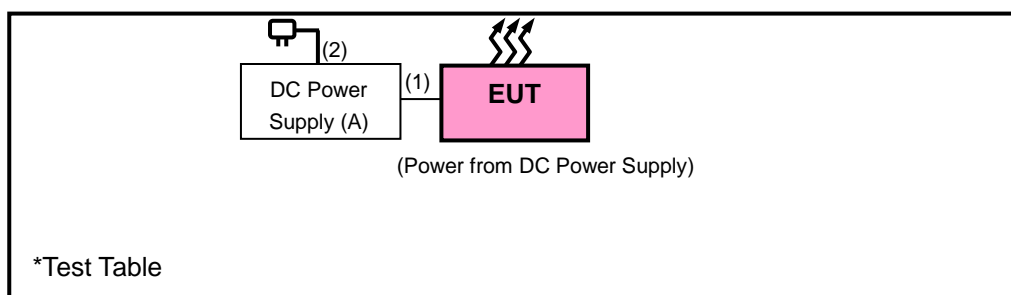 (2)
DC Power
Supply (A)
(1)
EUT
(Power from DC Power Supply)
*Test Table